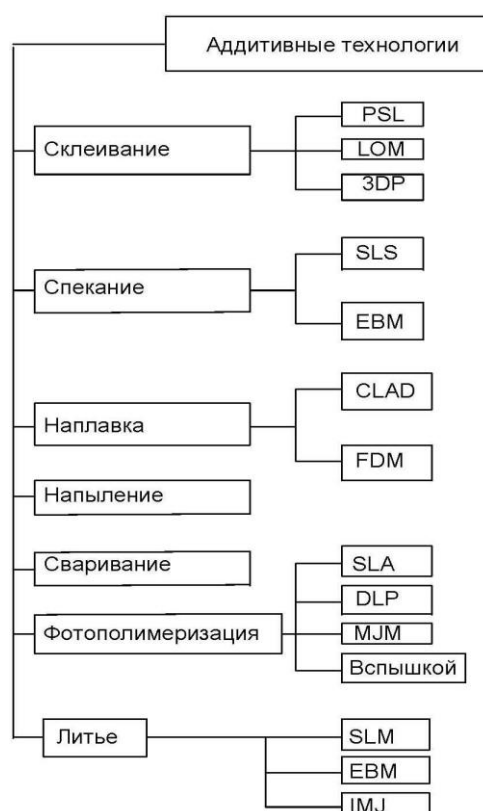 Аддитивные технологии
Склеивание
PSL
LOM
3DP
Спекание
SLS
EBM
Наплавка
CLAD
FDM
Напыление
Сваривание
Фотополимеризация
SLA
DLP
MJM
Вспышкой
Литье
SLM
EBM
IMJ